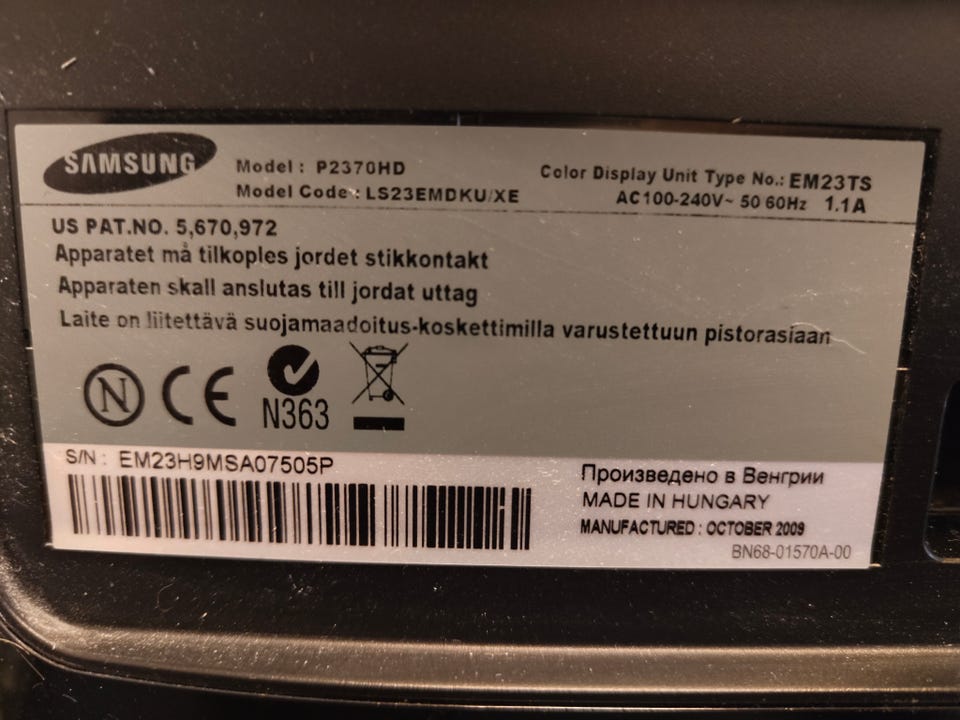 SAMSUNG
Model : P2370HD
Model Code : LS23EMDKU/XE
Color Display Unit Type No.: EM23TS
AC100-240V~ 50 60Hz 1.1A
US PAT.NO. 5,670,972
Apparatet må tilkoples jordet stikkontakt
Apparaten skall anslutas till jordat uttag
Laite on liitettävä suojamaadoitus-koskettimilla varustettuun pistorasiaan
N CE
N363
S/N : EM23H9MSA07505P
Произведено в Венгрии
MADE IN HUNGARY
MANUFACTURED : OCTOBER 2009
BN68-01570A-00